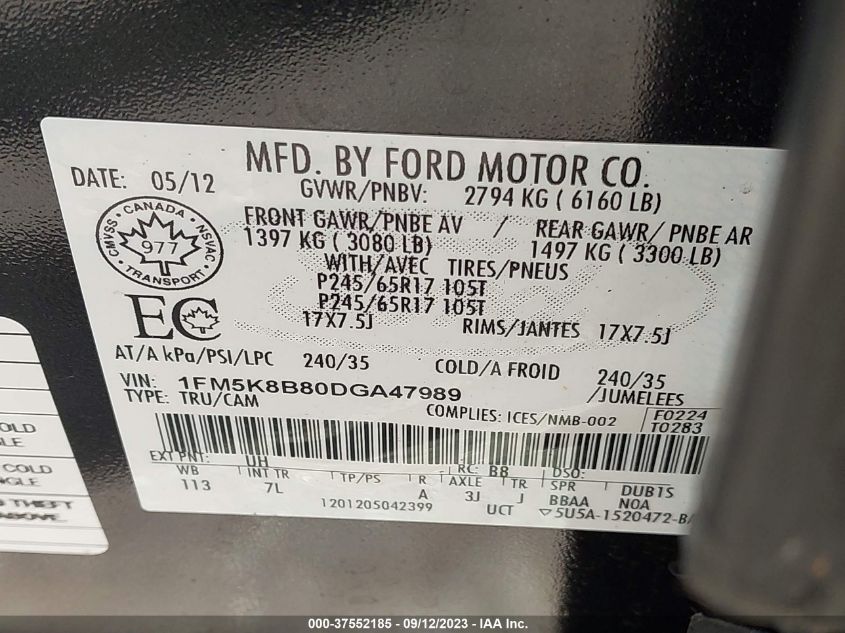 MFD. BY FORD MOTOR CO.
DATE: 05/12
GVWR/PNBV: 2794 KG ( 6160 LB)
FRONT GAWR/PNBE AV / REAR GAWR/ PNBE AR
1397 KG ( 3080 LB) 1497 KG ( 3300 LB)
WITH/AVEC TIRES/PNEUS
P245/65R17 105T
P245/65R17 105T
17X7.5J RIMS/JANTES 17X7.5J
CMVSS · CANADA · NSVAC
977
TRANSPORT
EC
AT/A kPa/PSI/LPC 240/35 COLD/A FROID 240/35
VIN: 1FM5K8B80DGA47989 /JUMELEES
TYPE: TRU/CAM
COMPLIES: ICES/NMB-002 F0224
T0283
EXT PNT: UH RC: B8 DSO:
WB INT TR TP/PS R AXLE TR SPR DUB1S
113 7L A 3J J BBAA N0A
1201205042399 UCT ▽5U5A-1520472-B
COLD
NGLE
THEFT
ABOVE.
000-37552185 - 09/12/2023 - IAA Inc.